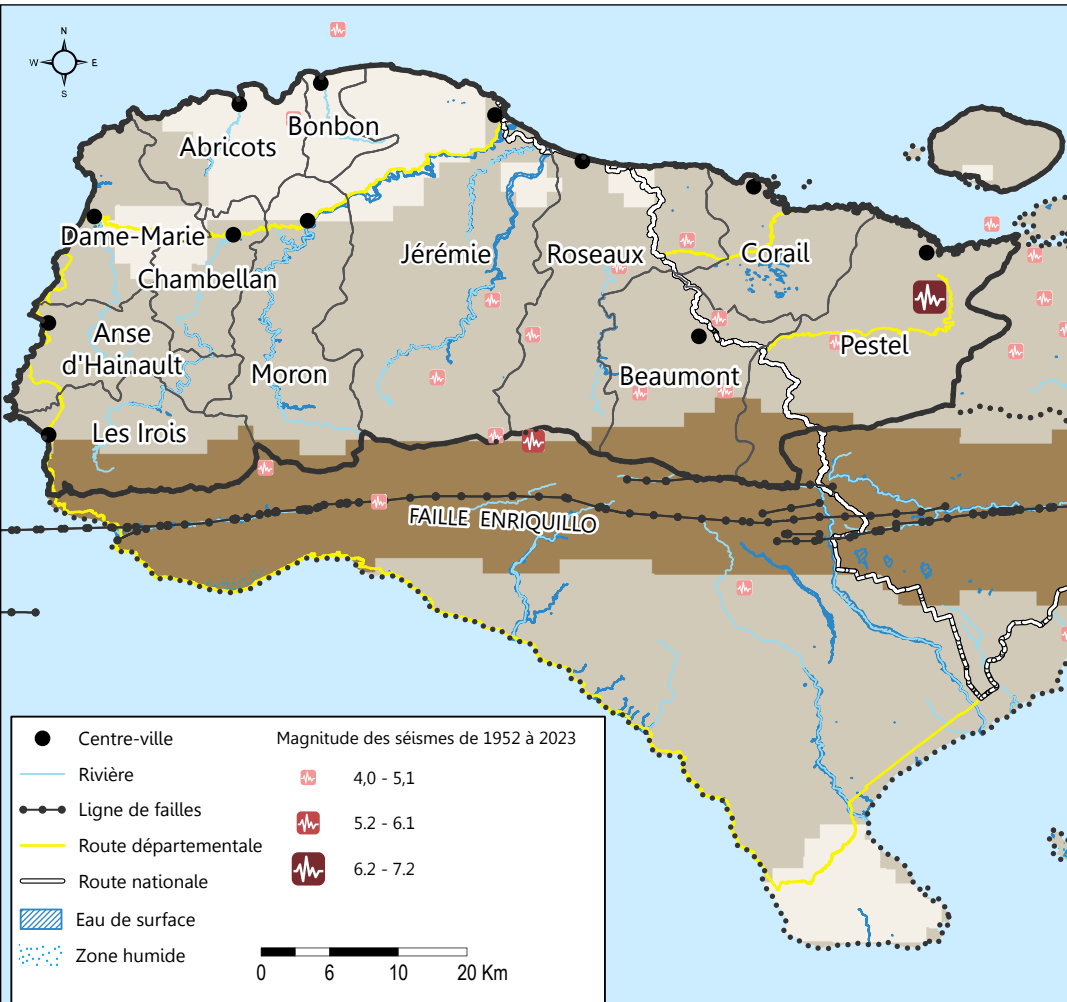 N
W E
S
Bonbon
Abricots
Dame-Marie
Jérémie
Roseaux
Corail
Chambellan
Anse
d'Hainault
Moron
Beaumont
Pestel
Les Irois
FAILLE ENRIQUILLO
Centre-ville
Rivière
Ligne de failles
Route départementale
Route nationale
Eau de surface
Zone humide
Magnitude des séismes de 1952 à 2023
4,0 - 5,1
5.2 - 6.1
6.2 - 7.2
0 6 10 20 Km